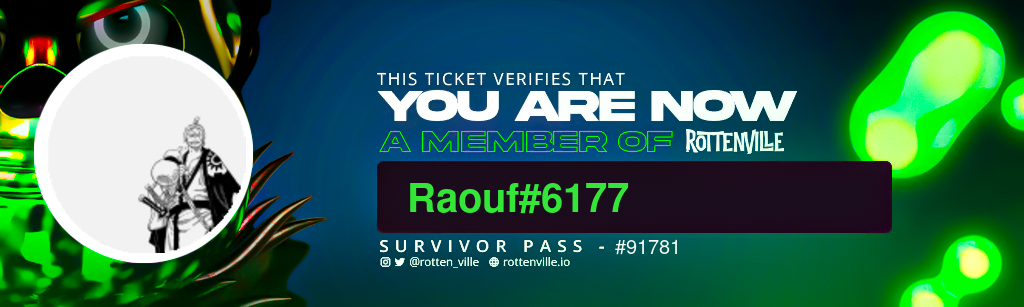 THIS TICKET VERIFIES THAT
YOU ARE NOW
A MEMBER OF ROTTENVILLE
Raouf#6177
SURVIVOR PASS - #91781
@rotten_ville rottenville.io